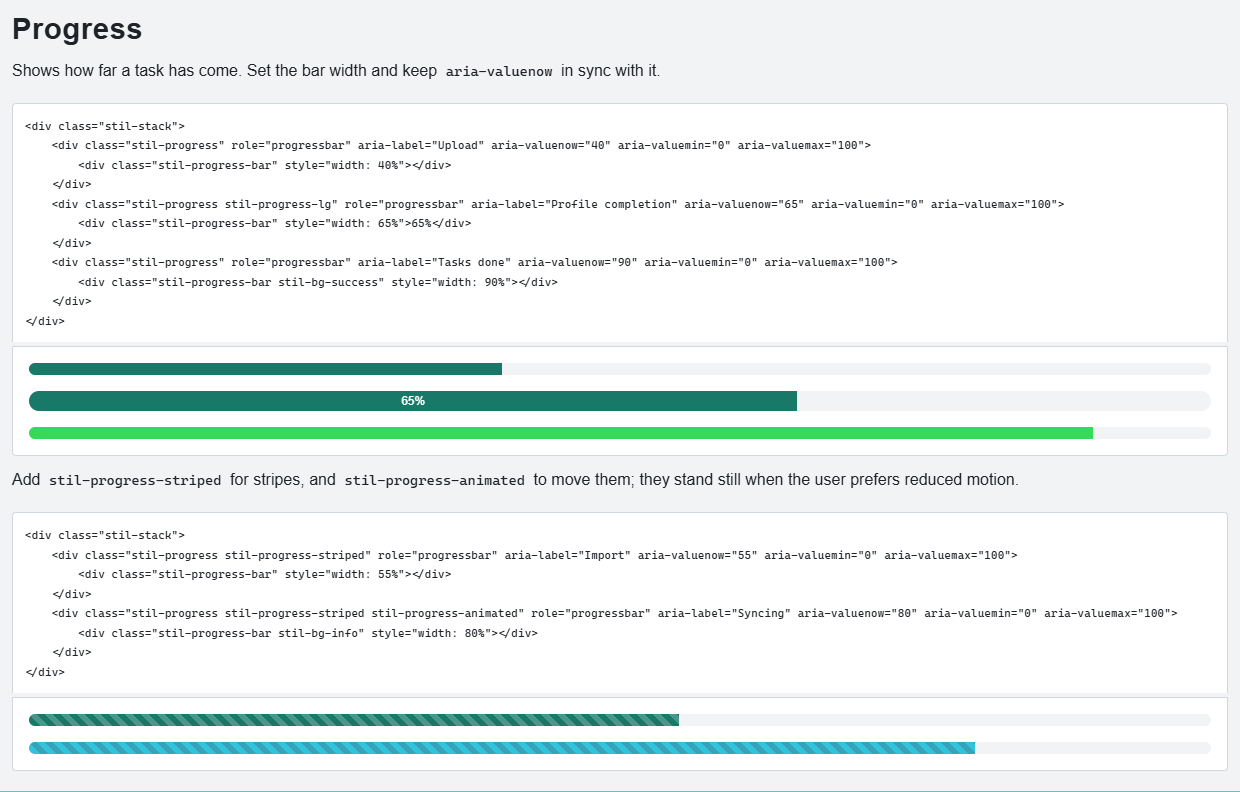 Progress
Shows how far a task has come. Set the bar width and keep aria-valuenow in sync with it.
<div class="stil-stack">
    <div class="stil-progress" role="progressbar" aria-label="Upload" aria-valuenow="40" aria-valuemin="0" aria-valuemax="100">
        <div class="stil-progress-bar" style="width: 40%"></div>
    </div>
    <div class="stil-progress stil-progress-lg" role="progressbar" aria-label="Profile completion" aria-valuenow="65" aria-valuemin="0" aria-valuemax="100">
        <div class="stil-progress-bar" style="width: 65%">65%</div>
    </div>
    <div class="stil-progress" role="progressbar" aria-label="Tasks done" aria-valuenow="90" aria-valuemin="0" aria-valuemax="100">
        <div class="stil-progress-bar stil-bg-success" style="width: 90%"></div>
    </div>
</div>
65%
Add stil-progress-striped for stripes, and stil-progress-animated to move them; they stand still when the user prefers reduced motion.
<div class="stil-stack">
    <div class="stil-progress stil-progress-striped" role="progressbar" aria-label="Import" aria-valuenow="55" aria-valuemin="0" aria-valuemax="100">
        <div class="stil-progress-bar" style="width: 55%"></div>
    </div>
    <div class="stil-progress stil-progress-striped stil-progress-animated" role="progressbar" aria-label="Syncing" aria-valuenow="80" aria-valuemin="0" aria-valuemax="100">
        <div class="stil-progress-bar stil-bg-info" style="width: 80%"></div>
    </div>
</div>